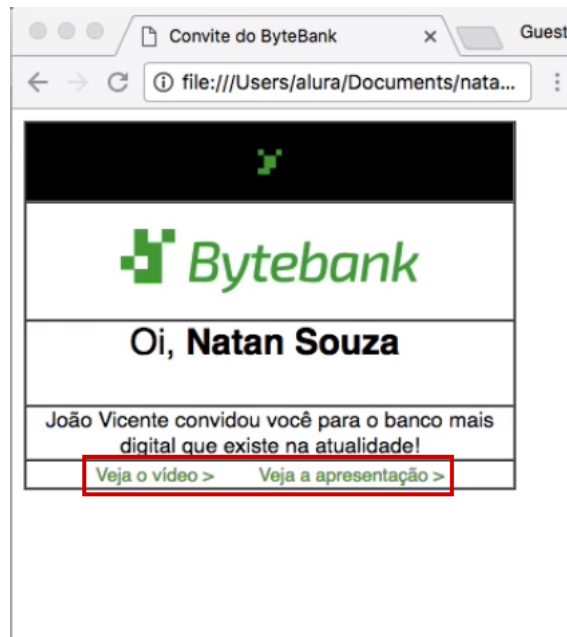 Convite do ByteBank
Guest
file:///Users/alura/Documents/nata...
Bytebank
Oi, Natan Souza
João Vicente convidou você para o banco mais
digital que existe na atualidade!
Veja o vídeo > Veja a apresentação >